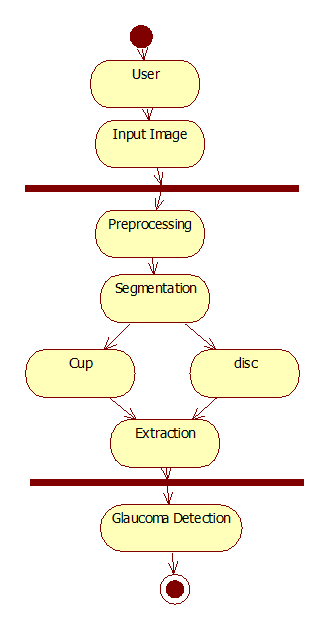 User
Input Image
Preprocessing
Segmentation
Cup
disc
Extraction
Glaucoma Detection